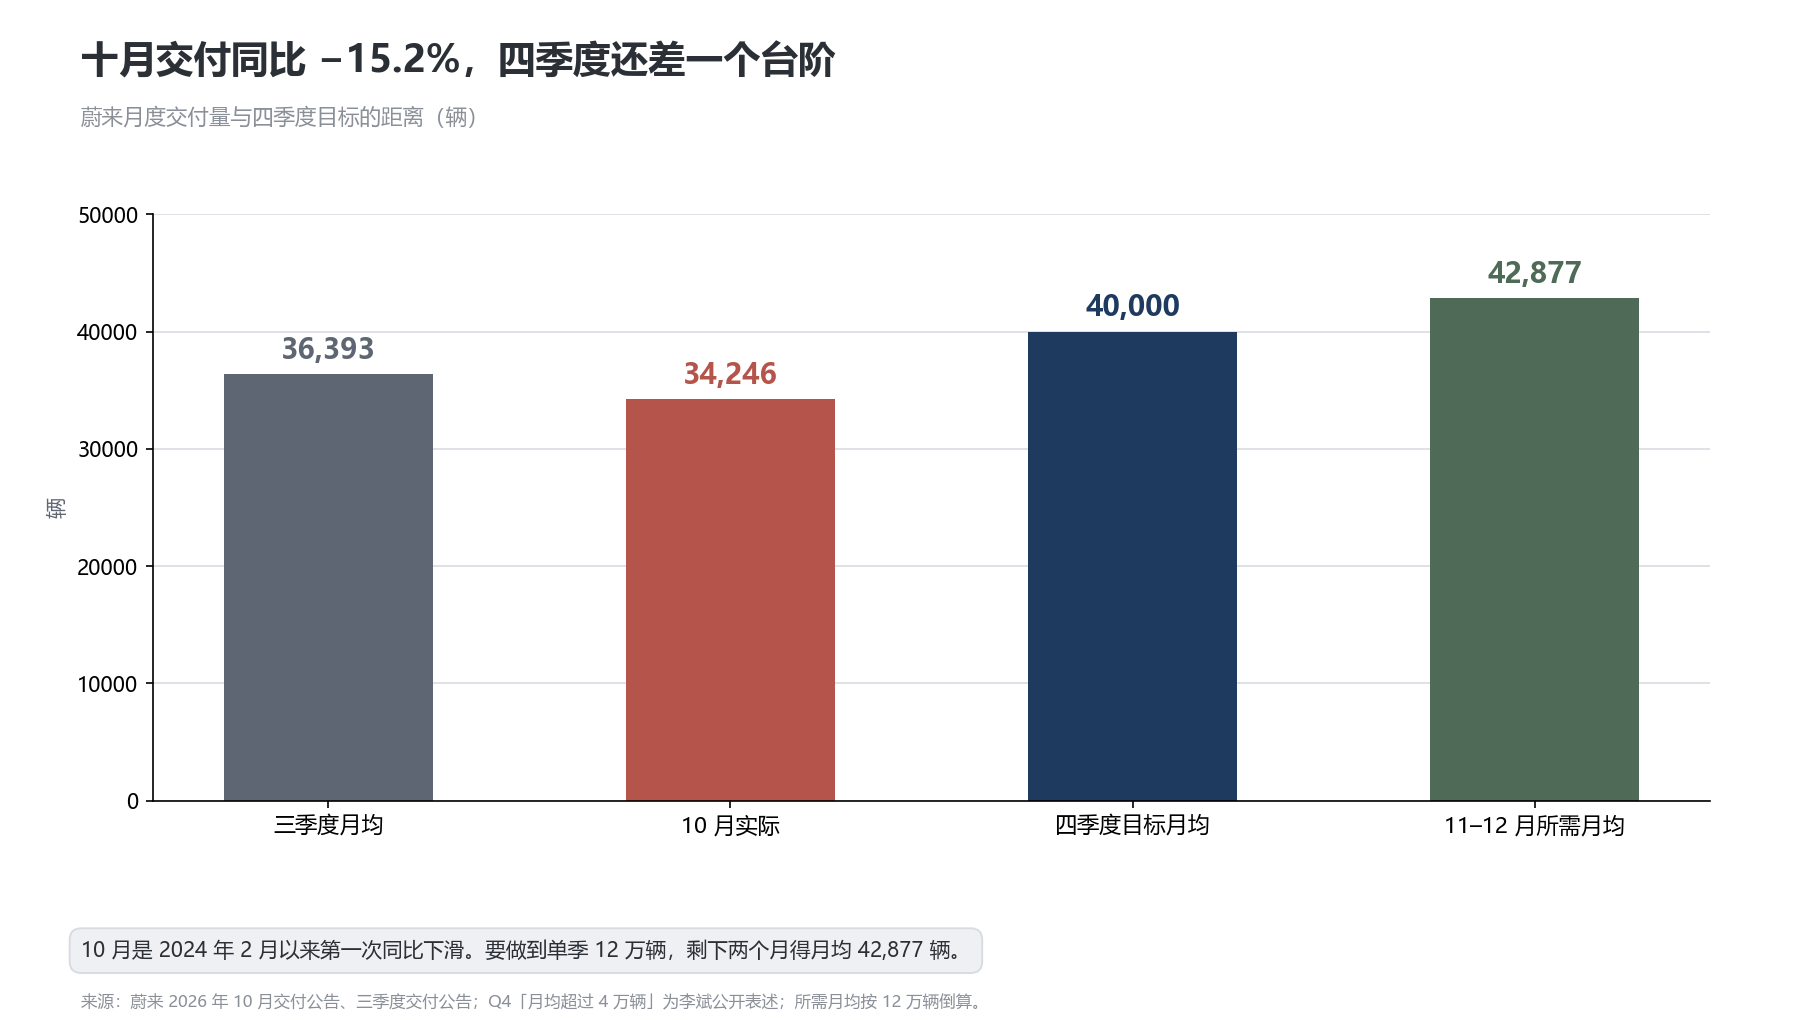 十月交付同比 −15.2%，四季度还差一个台阶
蔚来月度交付量与四季度目标的距离（辆）
50000
40000
30000
20000
10000
0
辆
36,393
34,246
40,000
42,877
三季度月均
10 月实际
四季度目标月均
11–12 月所需月均
10 月是 2024 年 2 月以来第一次同比下滑。要做到单季 12 万辆，剩下两个月得月均 42,877 辆。
来源：蔚来 2026 年 10 月交付公告、三季度交付公告；Q4「月均超过 4 万辆」为李斌公开表述；所需月均按 12 万辆倒算。